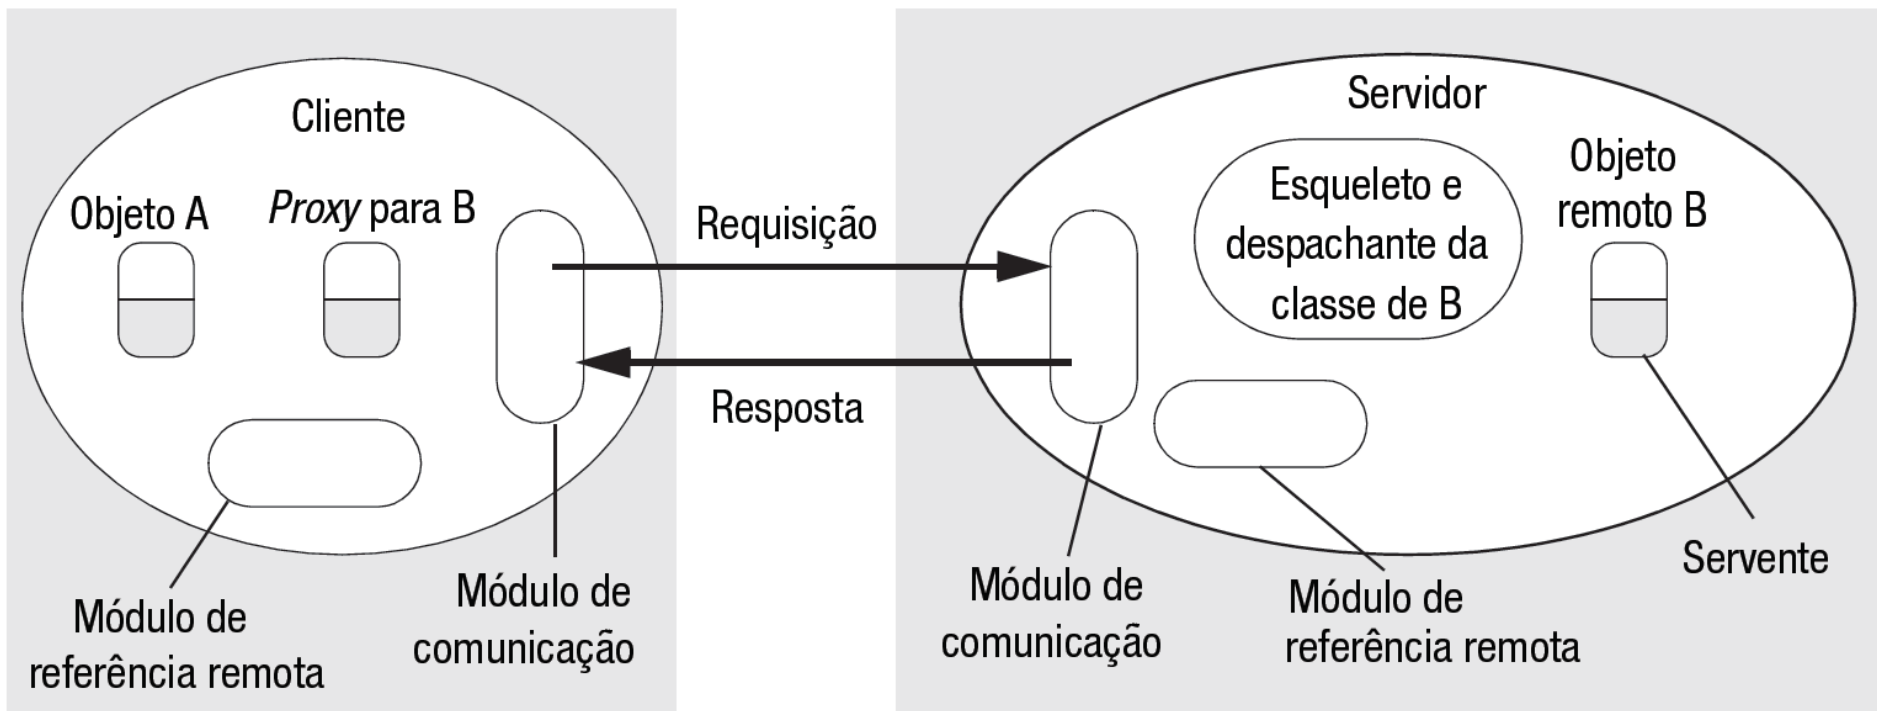 Cliente
Objeto A
Proxy para B
Módulo de
referência remota
Módulo de
comunicação
Requisição
Resposta
Servidor
Esqueleto e
despachante da
classe de B
Objeto
remoto B
Módulo de
comunicação
Módulo de
referência remota
Servente